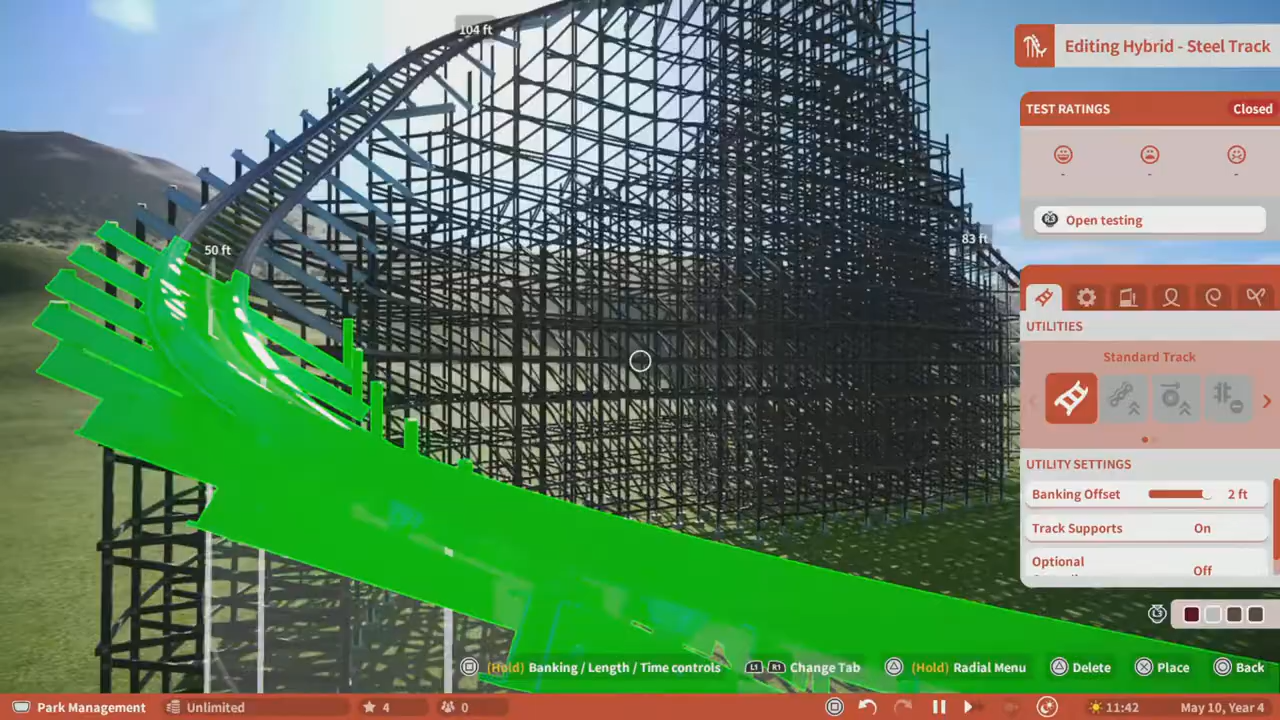 104 ft
50 ft
83 ft
Editing Hybrid - Steel Track
TEST RATINGS
Closed
-
-
-
R3
Open testing
UTILITIES
Standard Track
UTILITY SETTINGS
Banking Offset
2 ft
Track Supports
On
Optional
Off
L3
(Hold) Banking / Length / Time controls
L1 R1 Change Tab
(Hold) Radial Menu
Delete
Place
Back
Park Management
Unlimited
4
0
11:42
May 10, Year 4